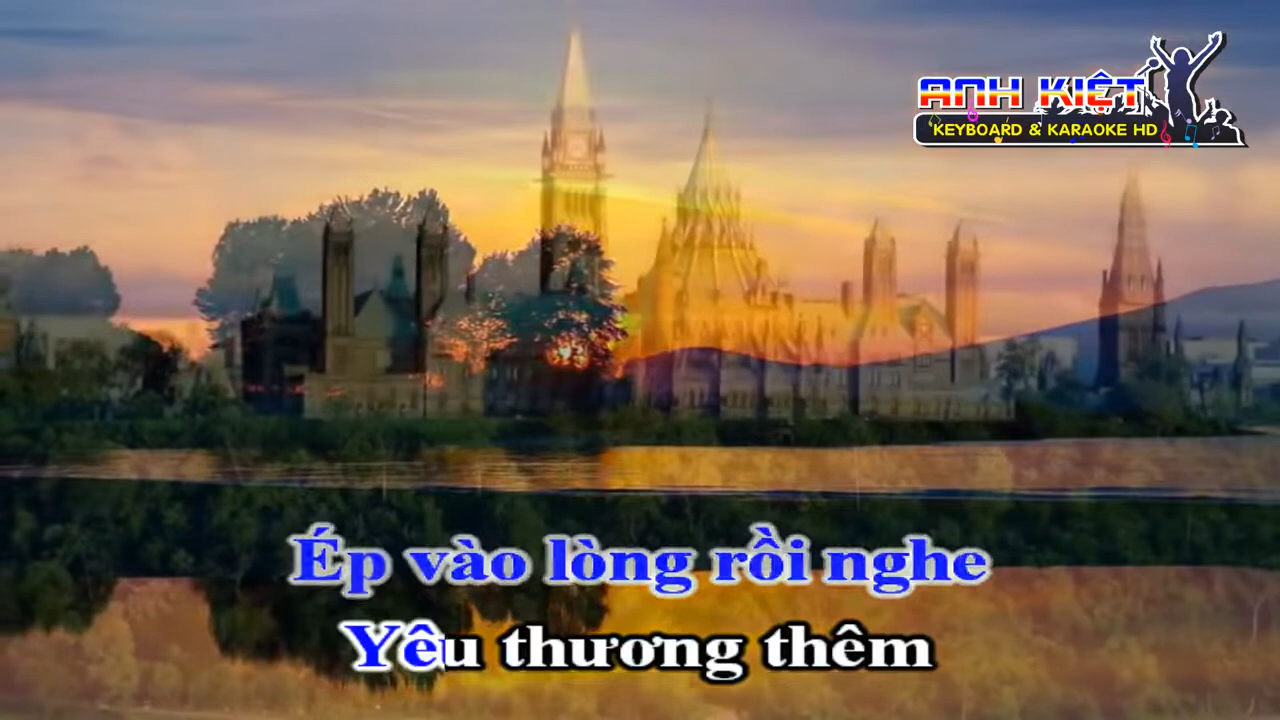 ANH KIỆT
KEYBOARD & KARAOKE HD
Ép vào lòng rồi nghe
Yêu thương thêm